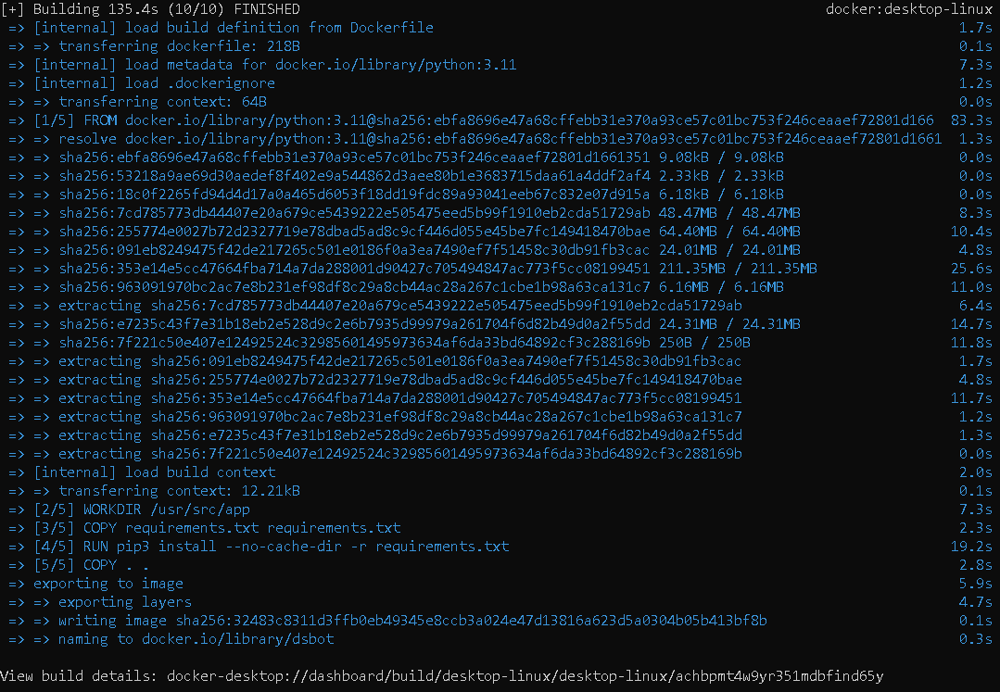 [+] Building 135.4s (10/10) FINISHED docker:desktop-linux
=> [internal] load build definition from Dockerfile 1.7s
=> => transferring dockerfile: 218B 0.1s
=> [internal] load metadata for docker.io/library/python:3.11 7.3s
=> [internal] load .dockerignore 1.2s
=> => transferring context: 64B 0.0s
=> [1/5] FROM docker.io/library/python:3.11@sha256:ebfa8696e47a68cffebb31e370a93ce57c01bc753f246ceaaef72801d166 83.3s
=> => resolve docker.io/library/python:3.11@sha256:ebfa8696e47a68cffebb31e370a93ce57c01bc753f246ceaaef72801d1661 1.3s
=> => sha256:ebfa8696e47a68cffebb31e370a93ce57c01bc753f246ceaaef72801d1661351 9.08kB / 9.08kB 0.0s
=> => sha256:53218a9ae69d30aedef8f402e9a544862d3aee80b1e3683715daa61a4ddf2af4 2.33kB / 2.33kB 0.0s
=> => sha256:18c0f2265fd94d4d17a0a465d6053f18dd19fdc89a93041eeb67c832e07d915a 6.18kB / 6.18kB 0.0s
=> => sha256:7cd785773db44407e20a679ce5439222e505475eed5b99f1910eb2cda51729ab 48.47MB / 48.47MB 8.3s
=> => sha256:255774e0027b72d2327719e78dbad5ad8c9cf446d055e45be7fc149418470bae 64.40MB / 64.40MB 10.4s
=> => sha256:091eb8249475f42de217265c501e0186f0a3ea7490ef7f51458c30db91fb3cac 24.01MB / 24.01MB 4.8s
=> => sha256:353e14e5cc47664fba714a7da288001d90427c705494847ac773f5cc08199451 211.35MB / 211.35MB 25.6s
=> => sha256:963091970bc2ac7e8b231ef98df8c29a8cb44ac28a267c1cbe1b98a63ca131c7 6.16MB / 6.16MB 11.0s
=> => extracting sha256:7cd785773db44407e20a679ce5439222e505475eed5b99f1910eb2cda51729ab 6.4s
=> => sha256:e7235c43f7e31b18eb2e528d9c2e6b7935d99979a261704f6d82b49d0a2f55dd 24.31MB / 24.31MB 14.7s
=> => sha256:7f221c50e407e12492524c32985601495973634af6da33bd64892cf3c288169b 250B / 250B 11.8s
=> => extracting sha256:091eb8249475f42de217265c501e0186f0a3ea7490ef7f51458c30db91fb3cac 1.7s
=> => extracting sha256:255774e0027b72d2327719e78dbad5ad8c9cf446d055e45be7fc149418470bae 4.8s
=> => extracting sha256:353e14e5cc47664fba714a7da288001d90427c705494847ac773f5cc08199451 11.7s
=> => extracting sha256:963091970bc2ac7e8b231ef98df8c29a8cb44ac28a267c1cbe1b98a63ca131c7 1.2s
=> => extracting sha256:e7235c43f7e31b18eb2e528d9c2e6b7935d99979a261704f6d82b49d0a2f55dd 1.3s
=> => extracting sha256:7f221c50e407e12492524c32985601495973634af6da33bd64892cf3c288169b 0.0s
=> [internal] load build context 2.0s
=> => transferring context: 12.21kB 0.1s
=> [2/5] WORKDIR /usr/src/app 7.3s
=> [3/5] COPY requirements.txt requirements.txt 2.3s
=> [4/5] RUN pip3 install --no-cache-dir -r requirements.txt 19.2s
=> [5/5] COPY . . 2.8s
=> exporting to image 5.9s
=> => exporting layers 4.7s
=> => writing image sha256:32483c8311d3ffb0eb49345e8ccb3a024e47d13816a623d5a0304b05b413bf8b 0.1s
=> => naming to docker.io/library/dsbot 0.3s
View build details: docker-desktop://dashboard/build/desktop-linux/desktop-linux/achbpmt4w9yr351mdbfind65y